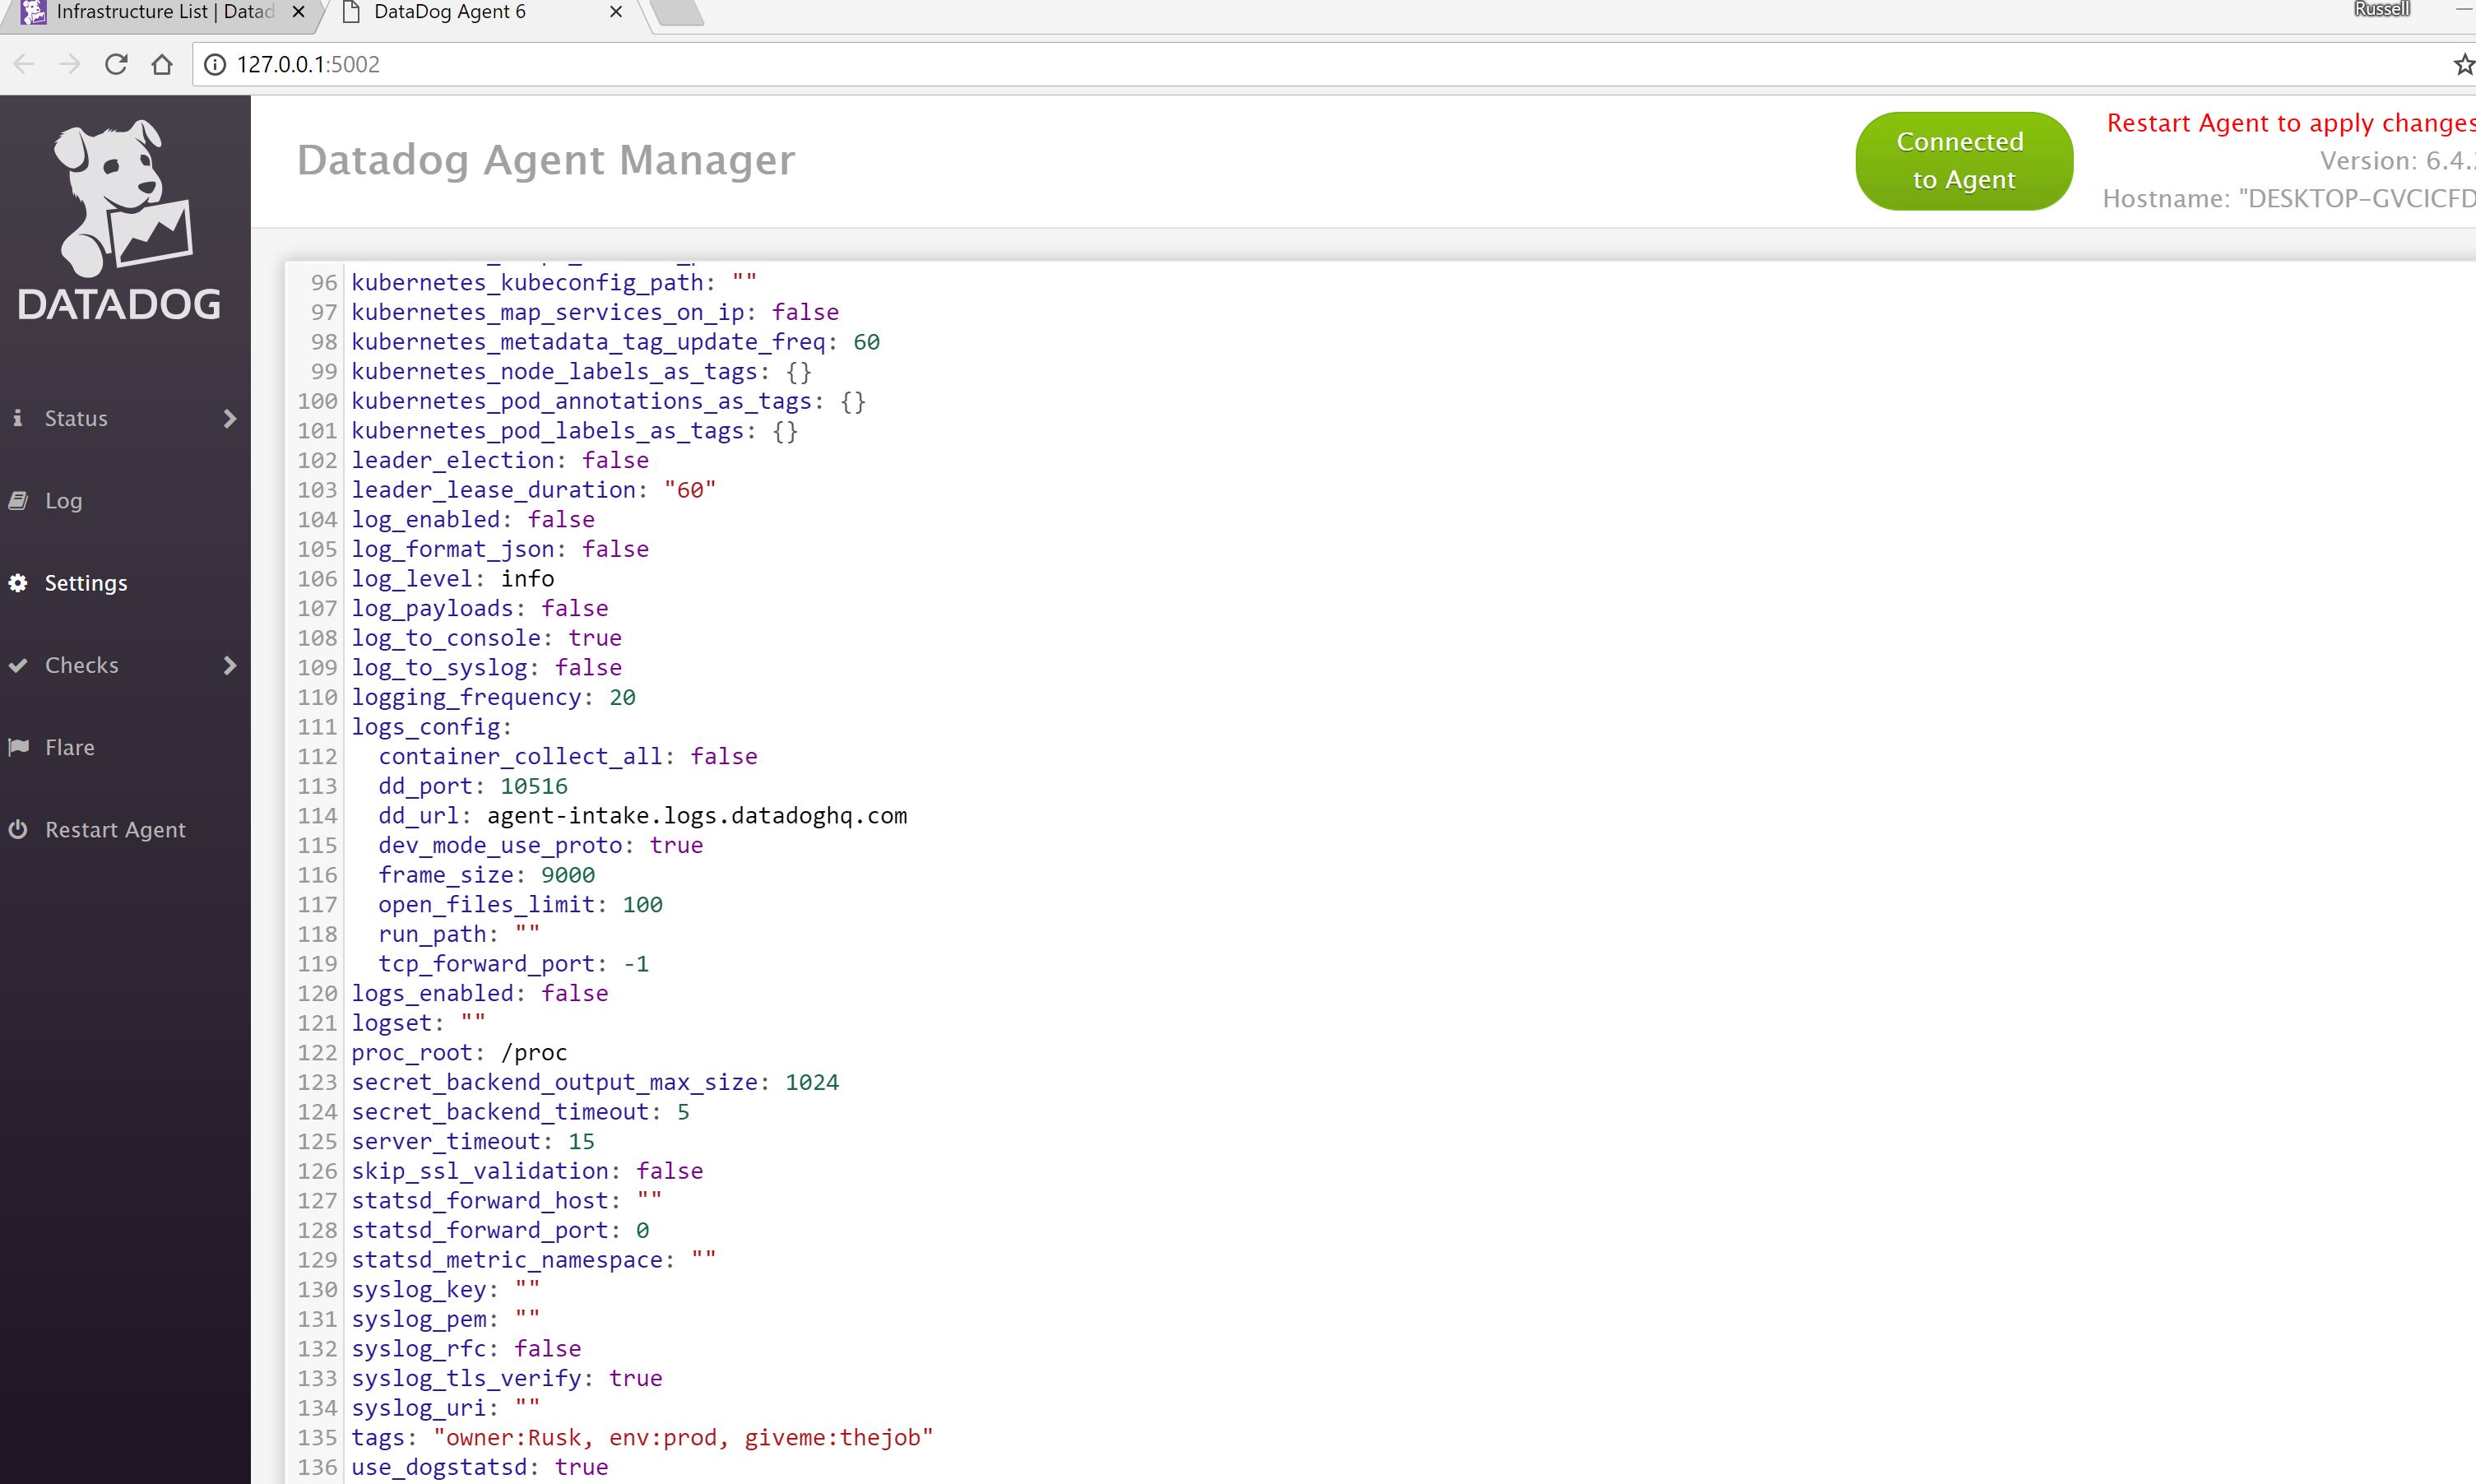 Infrastructure List | Datad
DataDog Agent 6
Russell
127.0.0.1:5002
DATADOG
Datadog Agent Manager
Connected
to Agent
Restart Agent to apply changes
Version: 6.4.
Hostname: "DESKTOP-GVCICFD
Status
Log
Settings
Checks
Flare
Restart Agent
96 kubernetes_kubeconfig_path: ""
97 kubernetes_map_services_on_ip: false
98 kubernetes_metadata_tag_update_freq: 60
99 kubernetes_node_labels_as_tags: {}
100 kubernetes_pod_annotations_as_tags: {}
101 kubernetes_pod_labels_as_tags: {}
102 leader_election: false
103 leader_lease_duration: "60"
104 log_enabled: false
105 log_format_json: false
106 log_level: info
107 log_payloads: false
108 log_to_console: true
109 log_to_syslog: false
110 logging_frequency: 20
111 logs_config:
112 container_collect_all: false
113 dd_port: 10516
114 dd_url: agent-intake.logs.datadoghq.com
115 dev_mode_use_proto: true
116 frame_size: 9000
117 open_files_limit: 100
118 run_path: ""
119 tcp_forward_port: -1
120 logs_enabled: false
121 logset: ""
122 proc_root: /proc
123 secret_backend_output_max_size: 1024
124 secret_backend_timeout: 5
125 server_timeout: 15
126 skip_ssl_validation: false
127 statsd_forward_host: ""
128 statsd_forward_port: 0
129 statsd_metric_namespace: ""
130 syslog_key: ""
131 syslog_pem: ""
132 syslog_rfc: false
133 syslog_tls_verify: true
134 syslog_uri: ""
135 tags: "owner:Rusk, env:prod, giveme:thejob"
136 use_dogstatsd: true